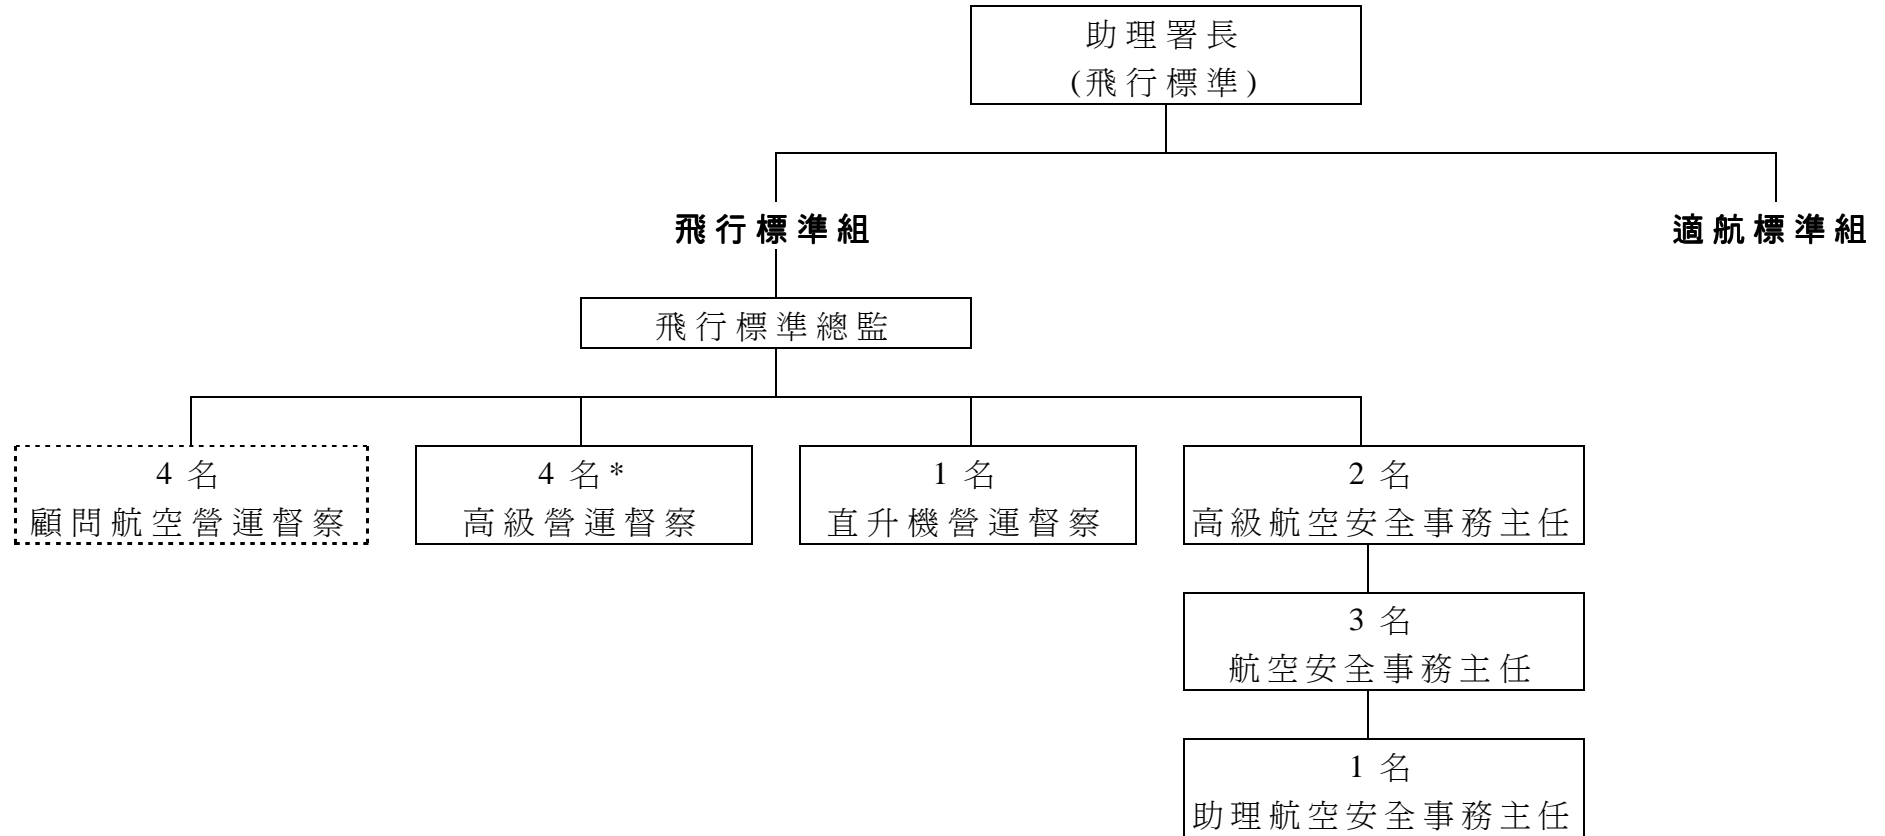 助理署長
(飛行標準)
飛行標準組
適航標準組
飛行標準總監
4 名
顧問航空營運督察
4 名*
高級營運督察
1 名
直升機營運督察
2 名
高級航空安全事務主任
3 名
航空安全事務主任
1 名
助理航空安全事務主任